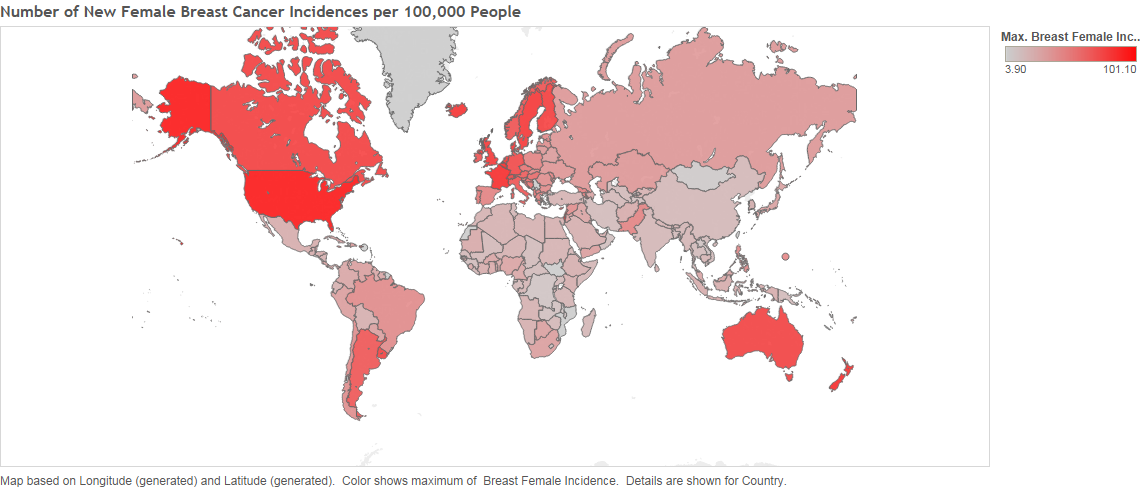 Number of New Female Breast Cancer Incidences per 100,000 People
Max. Breast Female Inc..
3.90 101.10
Map based on Longitude (generated) and Latitude (generated).  Color shows maximum of  Breast Female Incidence.  Details are shown for Country.